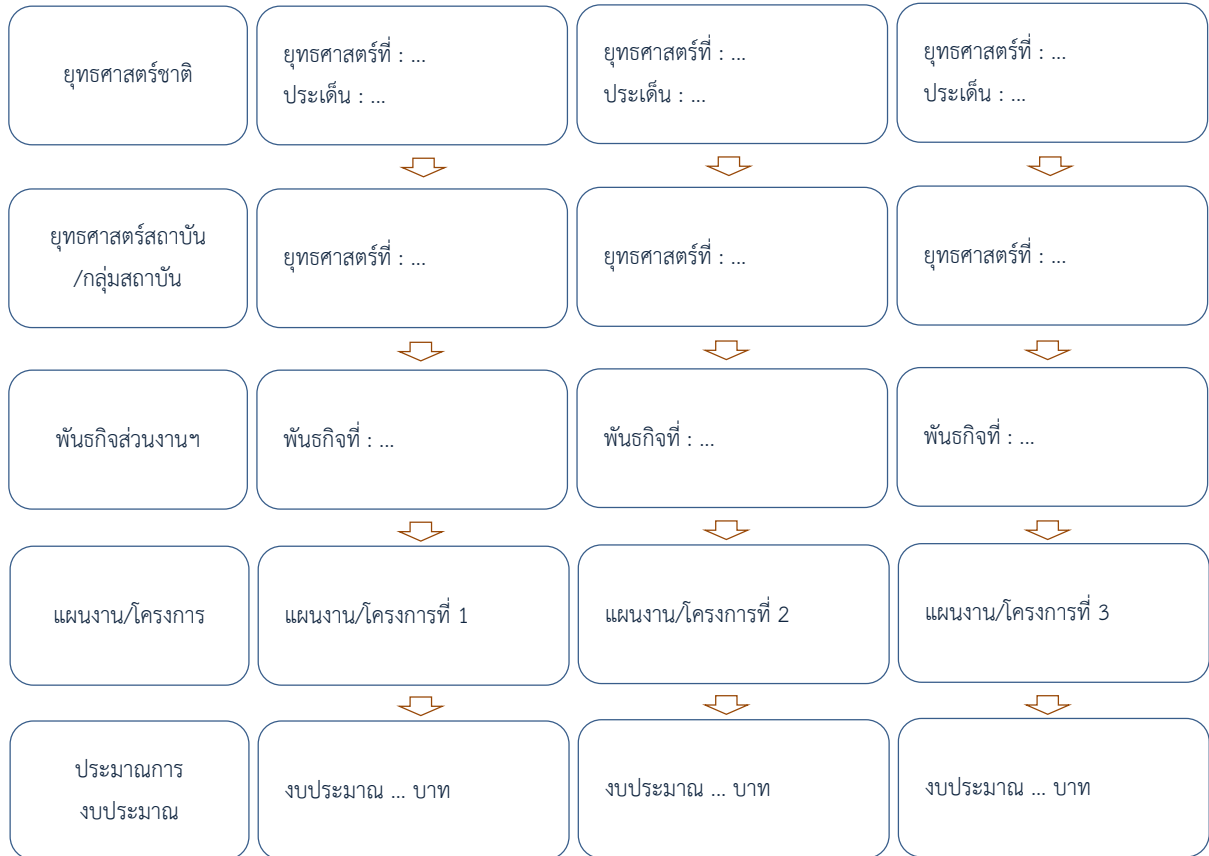 ยุทธศาสตร์ชาติ
ยุทธศาสตร์ที่ : ...
ประเด็น : ...
ยุทธศาสตร์ที่ : ...
ประเด็น : ...
ยุทธศาสตร์ที่ : ...
ประเด็น : ...
ยุทธศาสตร์สถาบัน
/กลุ่มสถาบัน
ยุทธศาสตร์ที่ : ...
ยุทธศาสตร์ที่ : ...
ยุทธศาสตร์ที่ : ...
พันธกิจส่วนงานฯ
พันธกิจที่ : ...
พันธกิจที่ : ...
พันธกิจที่ : ...
แผนงาน/โครงการ
แผนงาน/โครงการที่ 1
แผนงาน/โครงการที่ 2
แผนงาน/โครงการที่ 3
ประมาณการ
งบประมาณ
งบประมาณ ... บาท
งบประมาณ ... บาท
งบประมาณ ... บาท